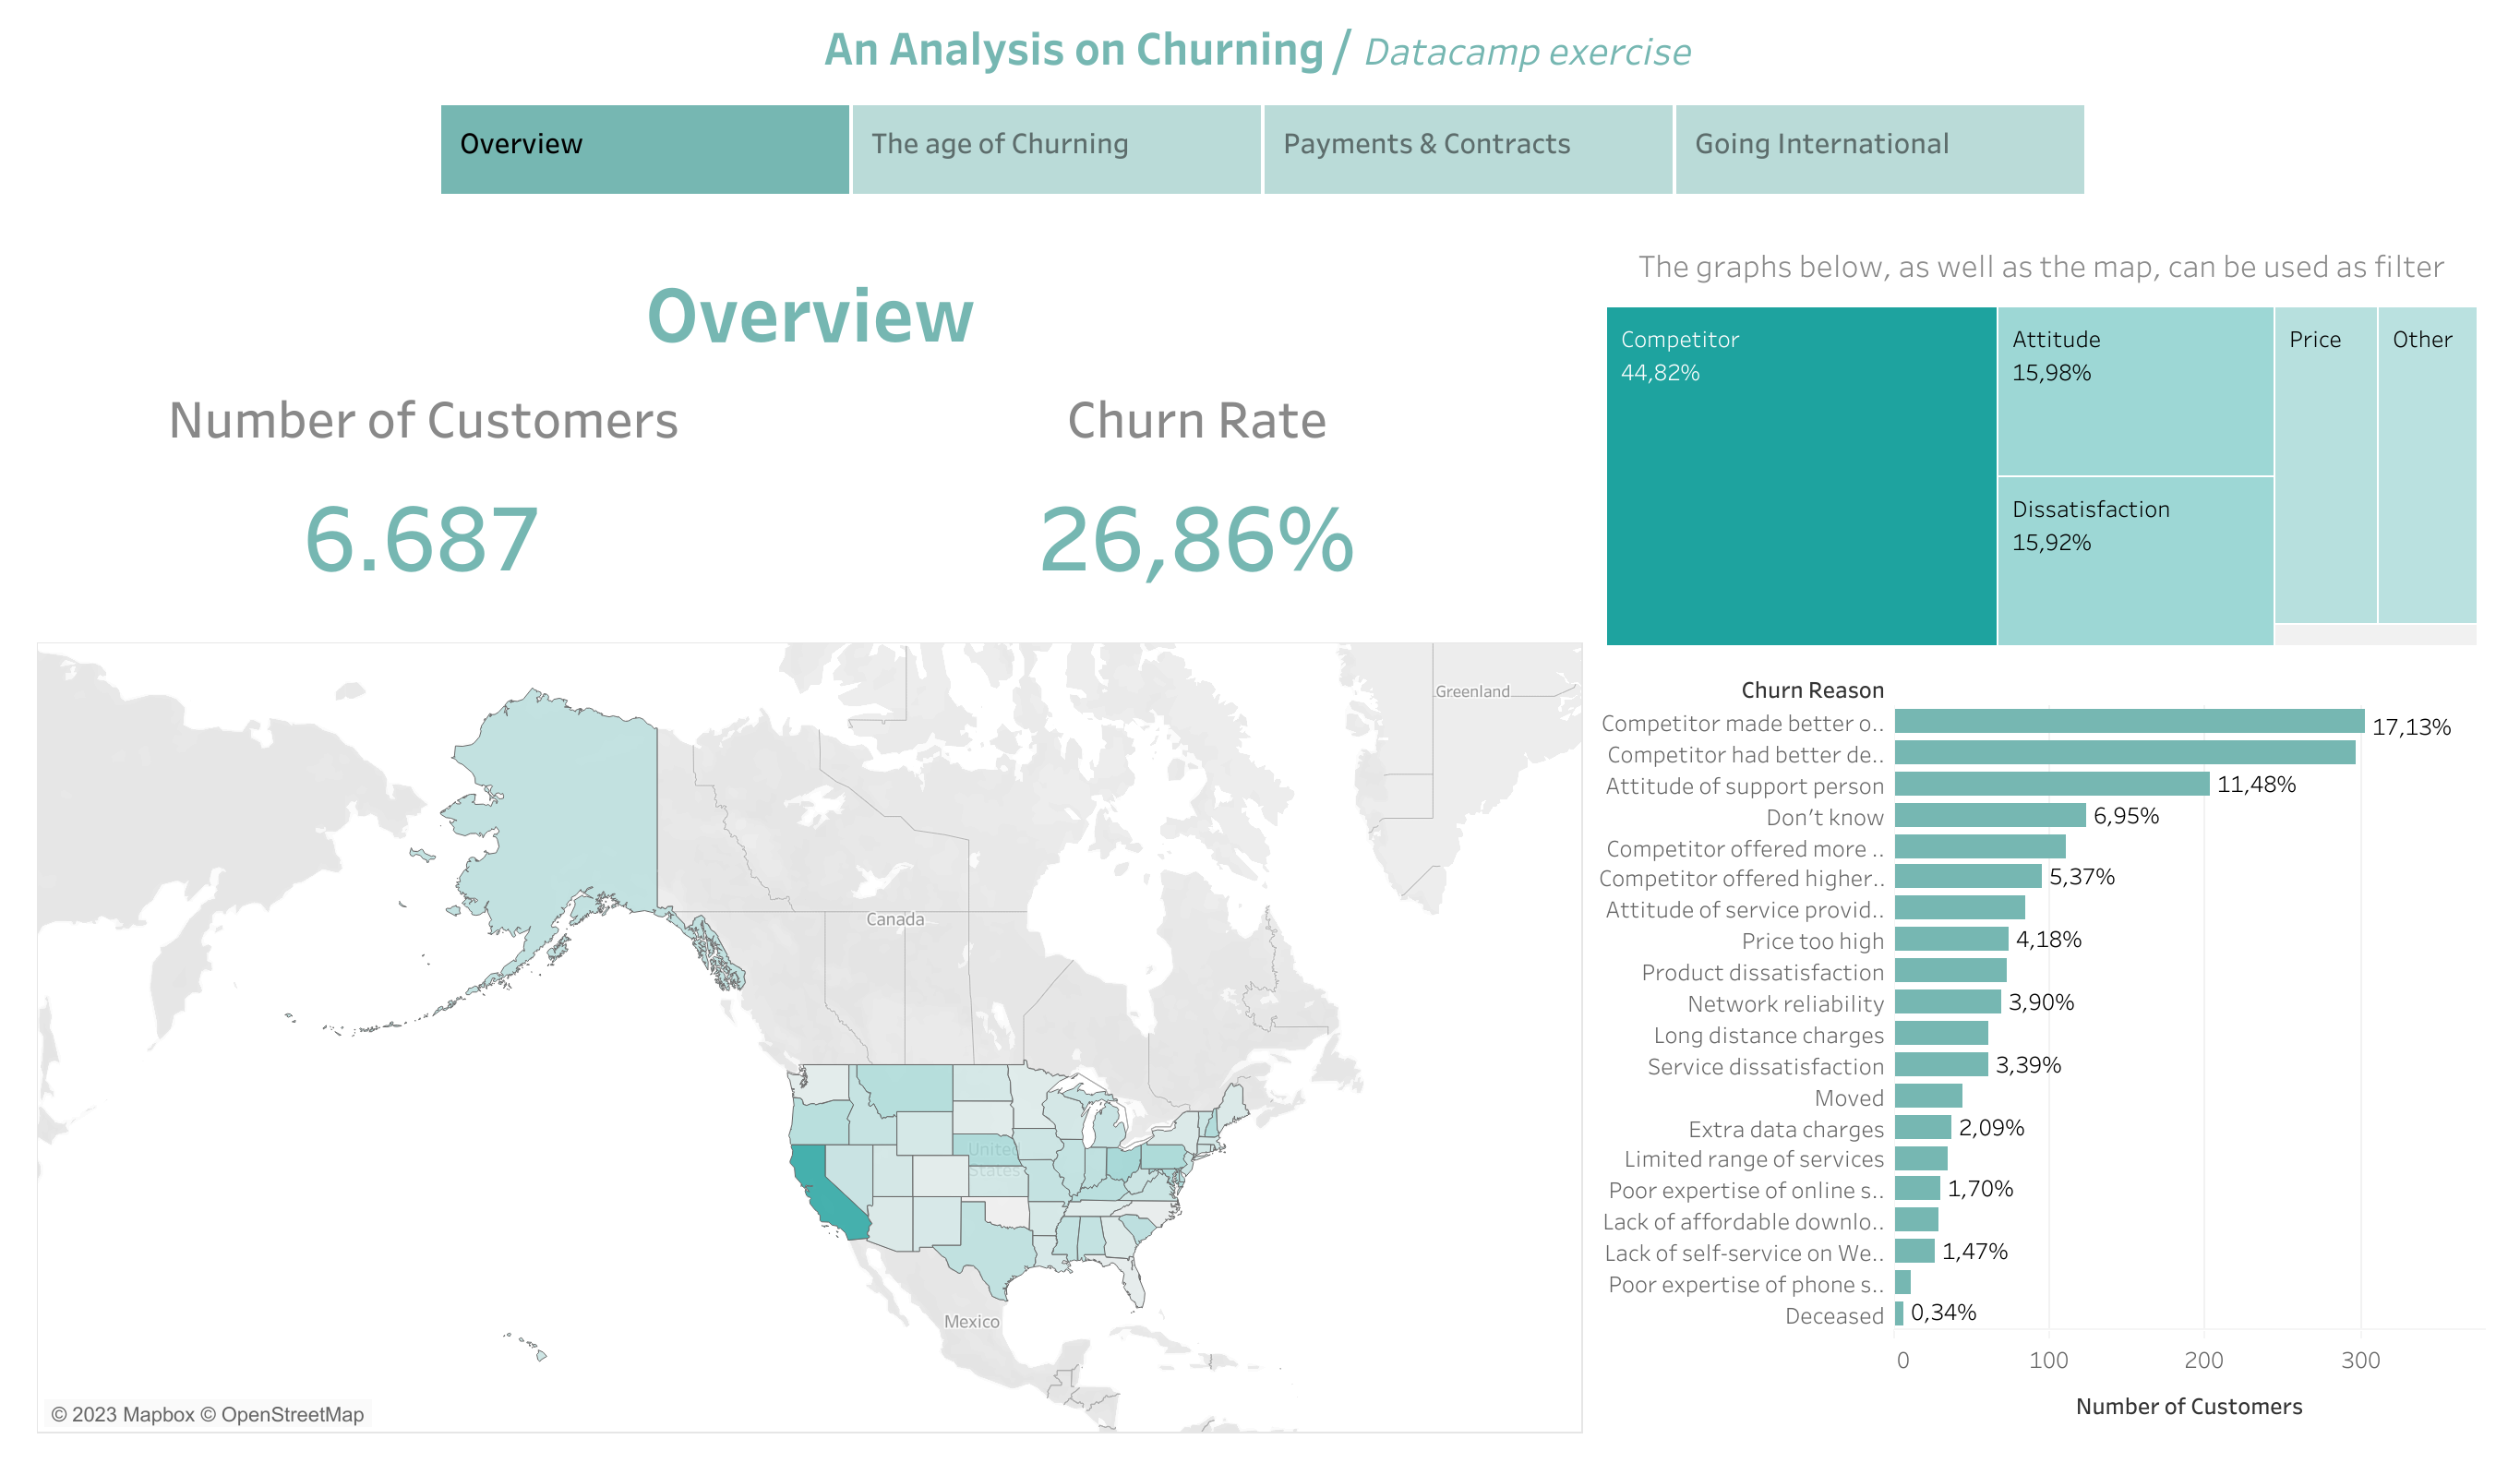 An Analysis on Churning / Datacamp exercise
Overview
The age of Churning
Payments & Contracts
Going International
Overview
Number of Customers
Churn Rate
6.687
26,86%
The graphs below, as well as the map, can be used as filter
Competitor
44,82%
Attitude
15,98%
Dissatisfaction
15,92%
Price
Other
Greenland
Canada
United
States
Mexico
© 2023 Mapbox © OpenStreetMap
Churn Reason
Competitor made better o..
17,13%
Competitor had better de..
Attitude of support person
11,48%
Don't know
6,95%
Competitor offered more ..
Competitor offered higher..
5,37%
Attitude of service provid..
Price too high
4,18%
Product dissatisfaction
Network reliability
3,90%
Long distance charges
Service dissatisfaction
3,39%
Moved
Extra data charges
2,09%
Limited range of services
Poor expertise of online s..
1,70%
Lack of affordable downlo..
Lack of self-service on We..
1,47%
Poor expertise of phone s..
Deceased
0,34%
0
100
200
300
Number of Customers